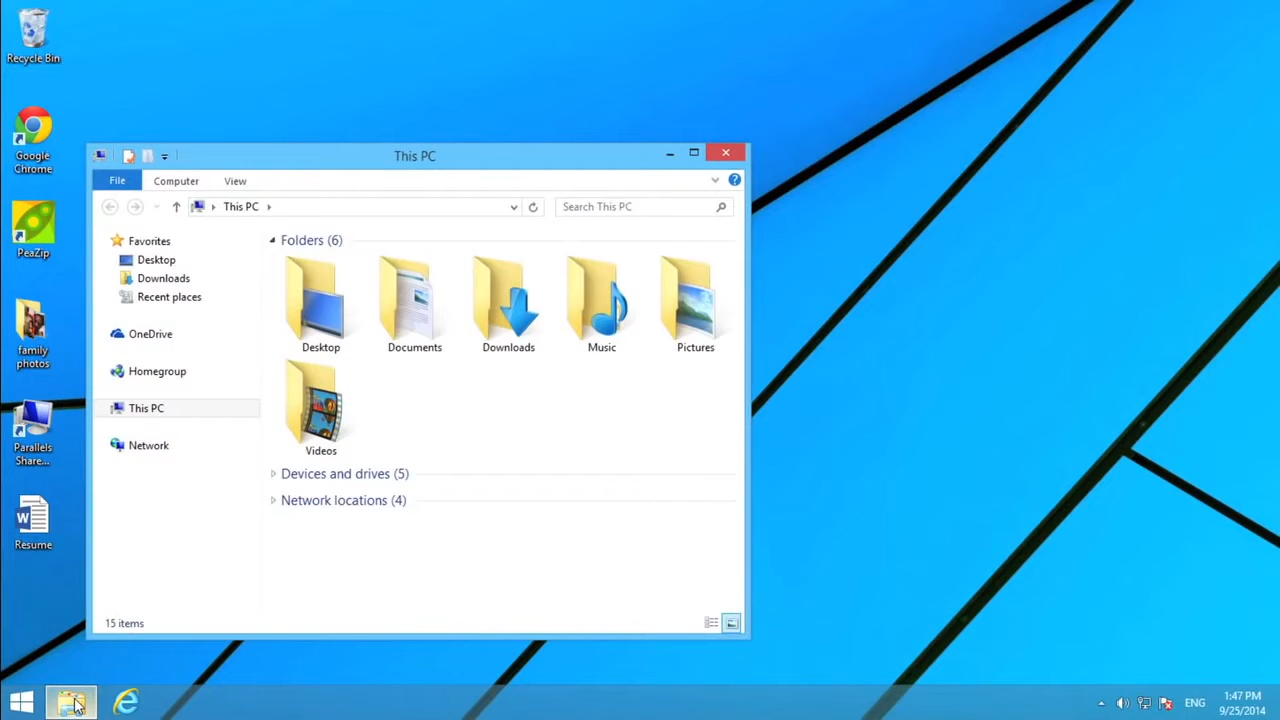 Recycle Bin
Google
Chrome
PeaZip
family
photos
Parallels
Share...
Resume
This PC
File
Computer
View
This PC
Search This PC
Favorites
Desktop
Downloads
Recent places
OneDrive
Homegroup
This PC
Network
Folders (6)
Desktop
Documents
Downloads
Music
Pictures
Videos
Devices and drives (5)
Network locations (4)
15 items
ENG
1:47 PM
9/25/2014